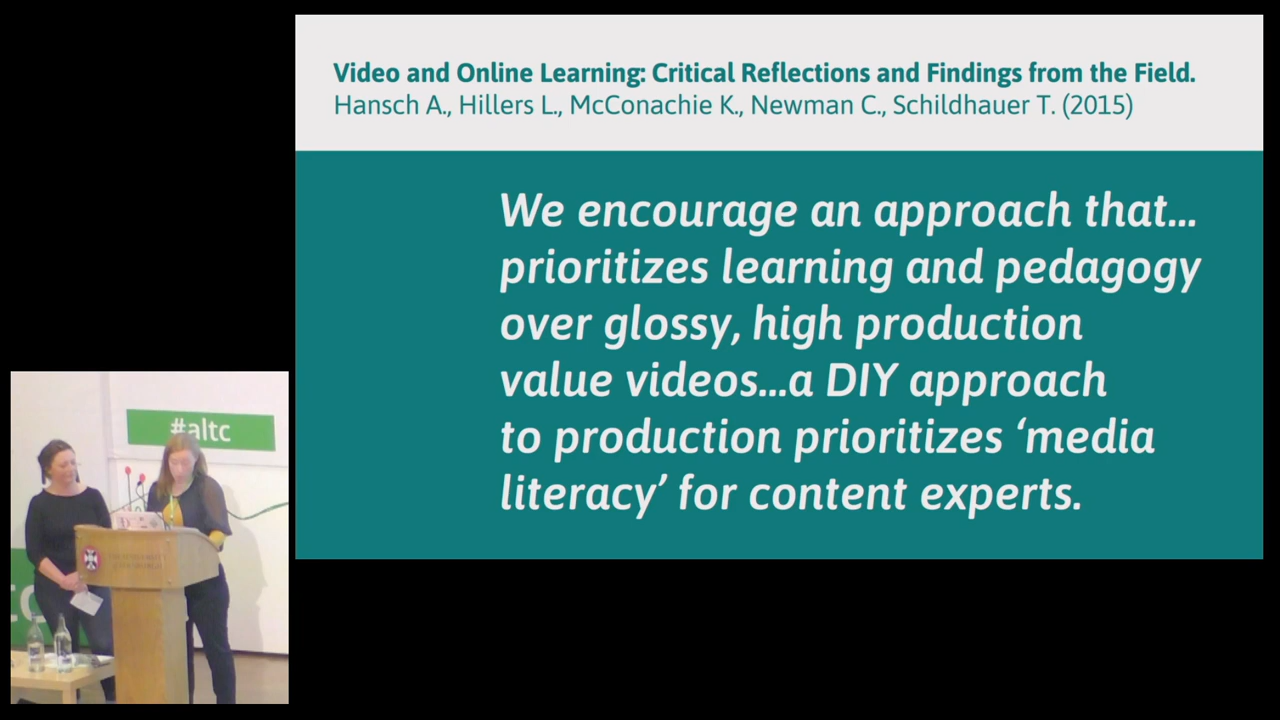 Video and Online Learning: Critical Reflections and Findings from the Field.
Hansch A., Hillers L., McConachie K., Newman C., Schildhauer T. (2015)
We encourage an approach that...
prioritizes learning and pedagogy
over glossy, high production
value videos...a DIY approach
to production prioritizes ‘media
literacy’ for content experts.
#altc